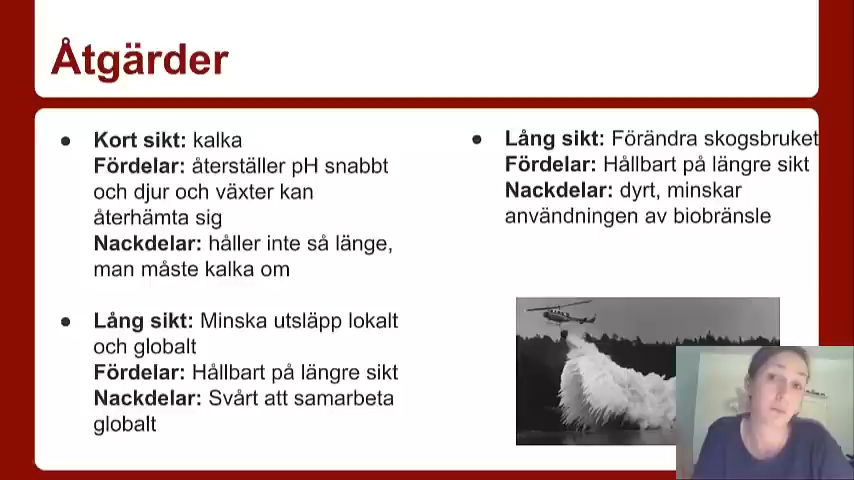 Åtgärder
Kort sikt: kalka
Fördelar: återställer pH snabbt
och djur och växter kan
återhämta sig
Nackdelar: håller inte så länge,
man måste kalka om
Lång sikt: Minska utsläpp lokalt
och globalt
Fördelar: Hållbart på längre sikt
Nackdelar: Svårt att samarbeta
globalt
Lång sikt: Förändra skogsbruket
Fördelar: Hållbart på längre sikt
Nackdelar: dyrt, minskar
användningen av biobränsle